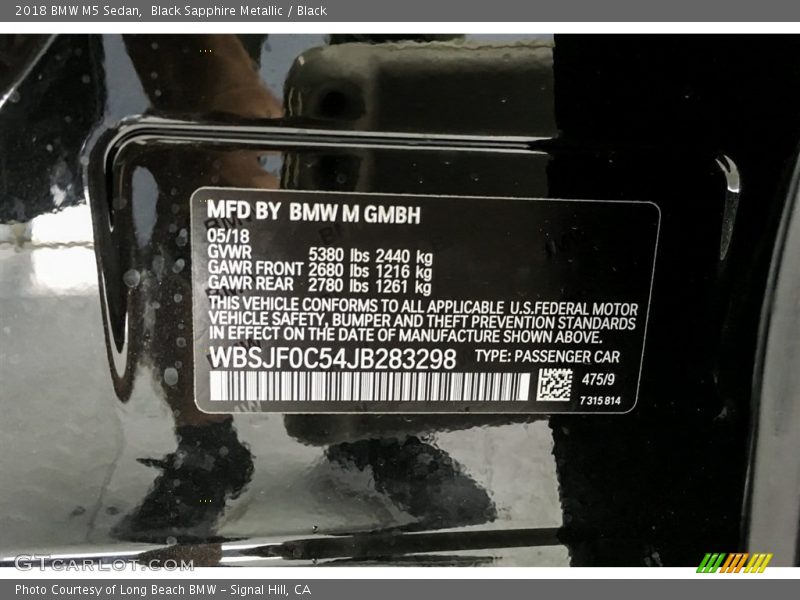 2018 BMW M5 Sedan, Black Sapphire Metallic / Black
MFD BY BMW M GMBH
05/18
GVWR 5380 lbs 2440 kg
GAWR FRONT 2680 lbs 1216 kg
GAWR REAR 2780 lbs 1261 kg
THIS VEHICLE CONFORMS TO ALL APPLICABLE U.S.FEDERAL MOTOR
VEHICLE SAFETY, BUMPER AND THEFT PREVENTION STANDARDS
IN EFFECT ON THE DATE OF MANUFACTURE SHOWN ABOVE.
WBSJF0C54JB283298 TYPE: PASSENGER CAR
475/9
7 315 814
GTCARLOT.COM
Photo Courtesy of Long Beach BMW - Signal Hill, CA